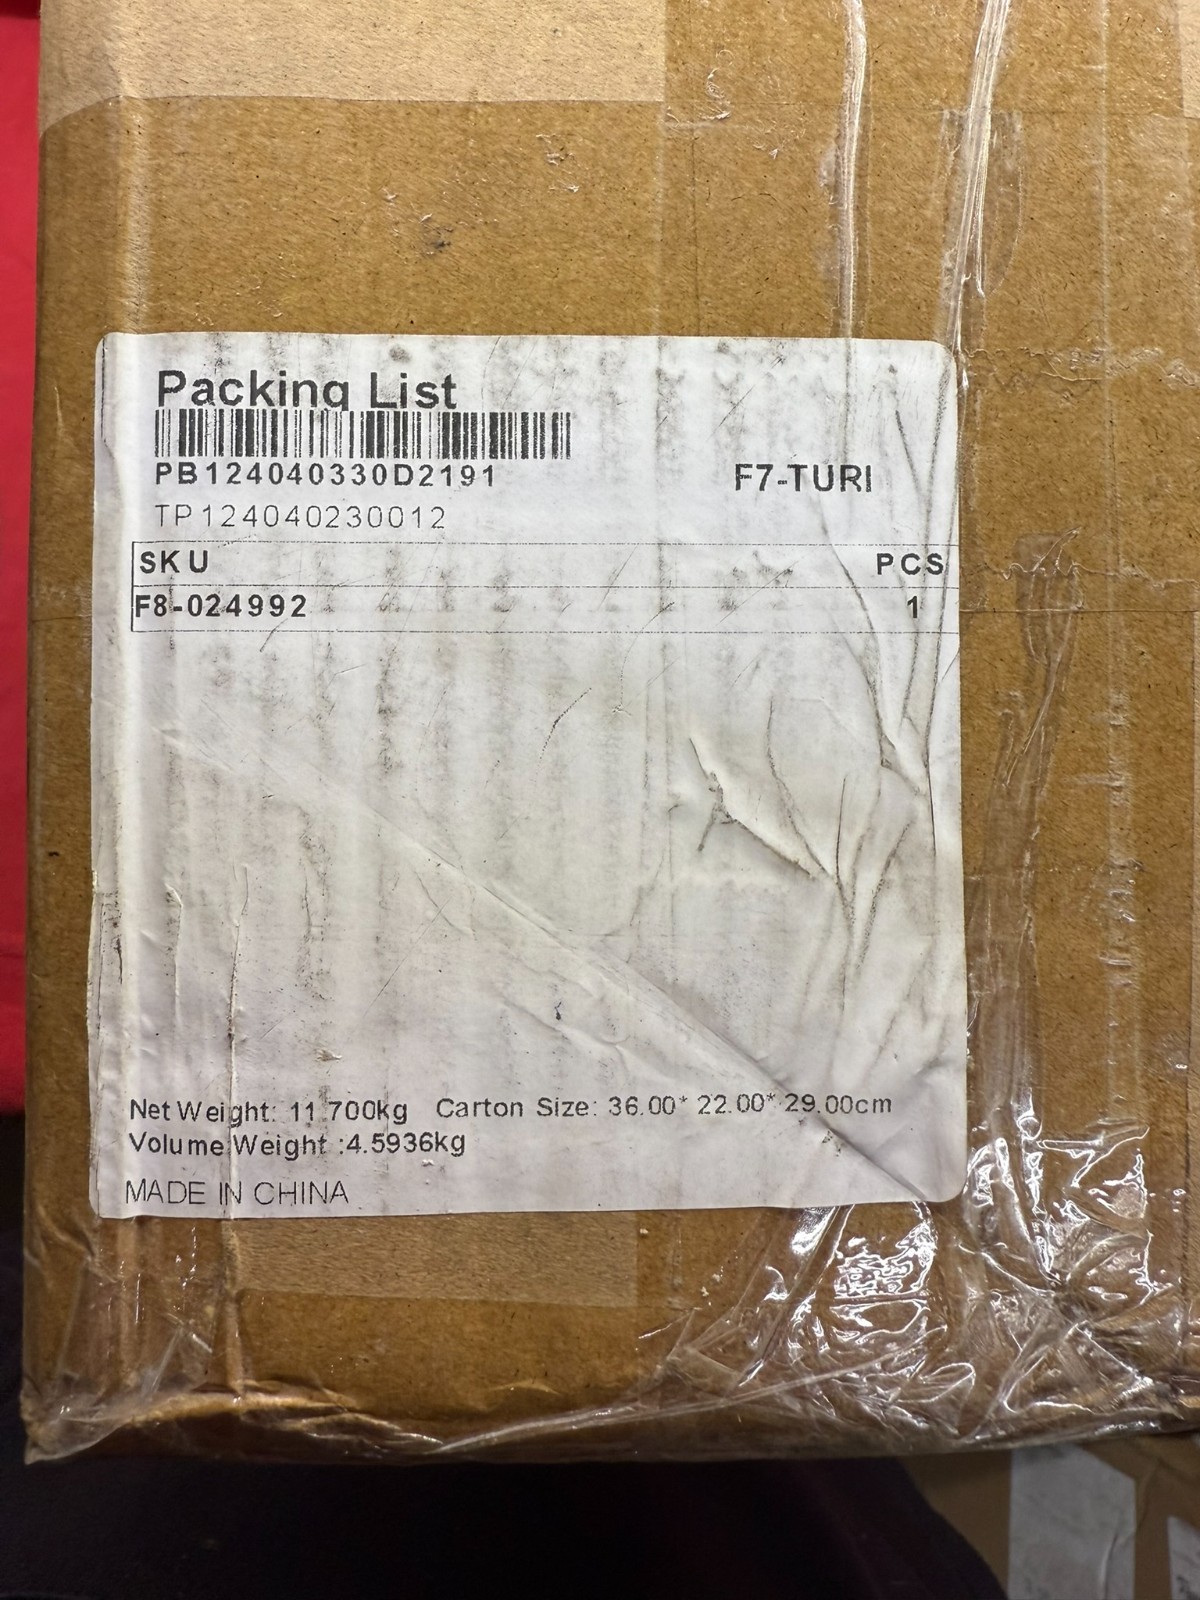 Packing List
PB124040330D2191
F7-TURI
TP124040230012
SKU PCS
F8-024992 1
Net Weight: 11.700kg Carton Size: 36.00* 22.00* 29.00cm
Volume Weight :4.5936kg
MADE IN CHINA